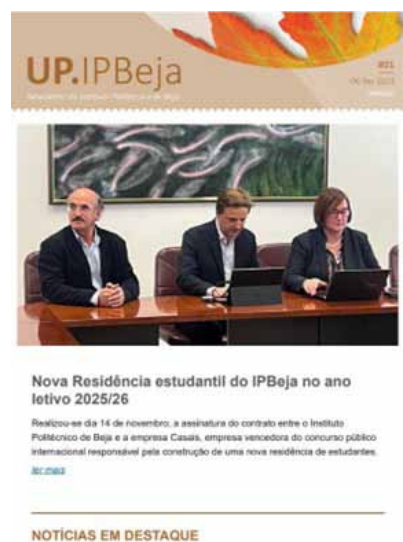 UP.IPBeja
Nova Residência estudantil do IPBeja no ano
letivo 2025/26
Realizou-se dia 14 de novembro, a assinatura do contrato entre o Instituto
Politécnico de Beja e a empresa Casais, empresa vencedora do concurso público
internacional responsável pela construção de uma nova residência de estudantes.
ler mais
NOTÍCIAS EM DESTAQUE